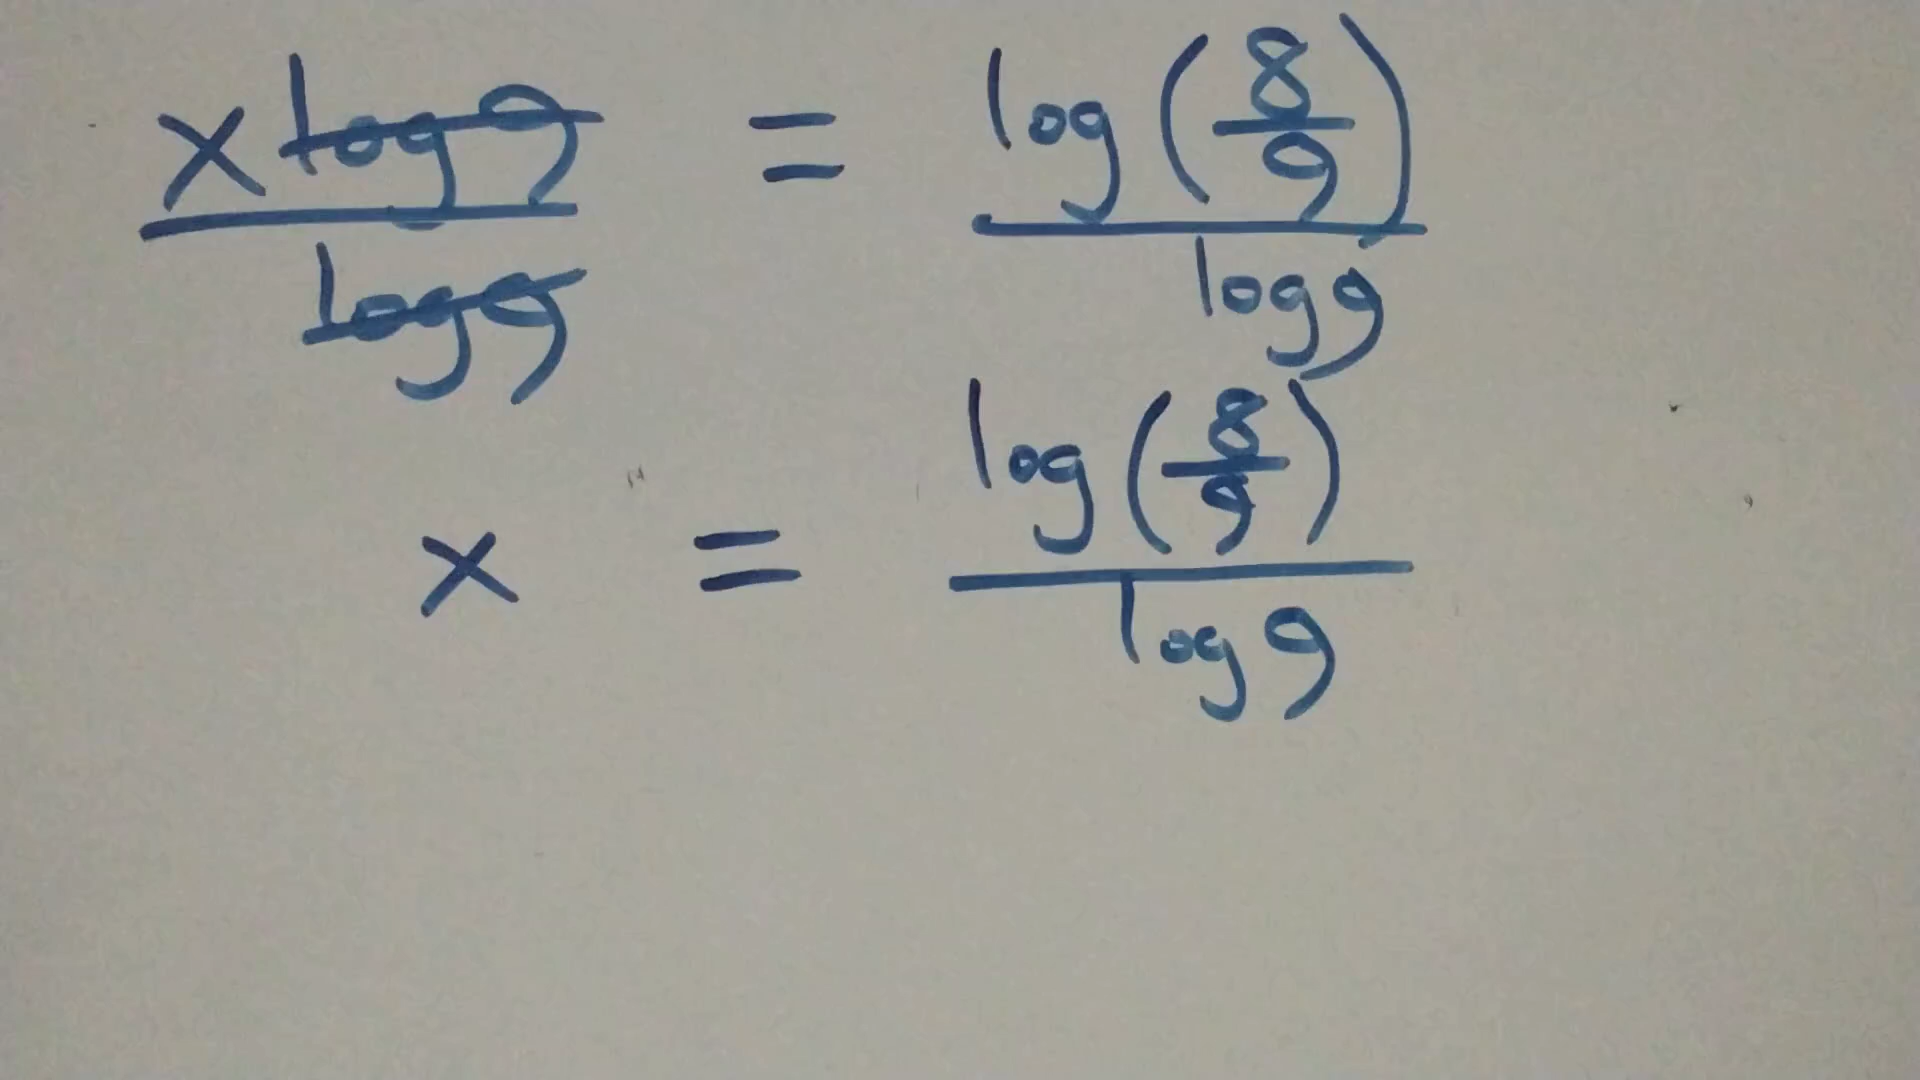 x log 9 / log 9 = log(8/9) / log 9
x = log(8/9) / log 9